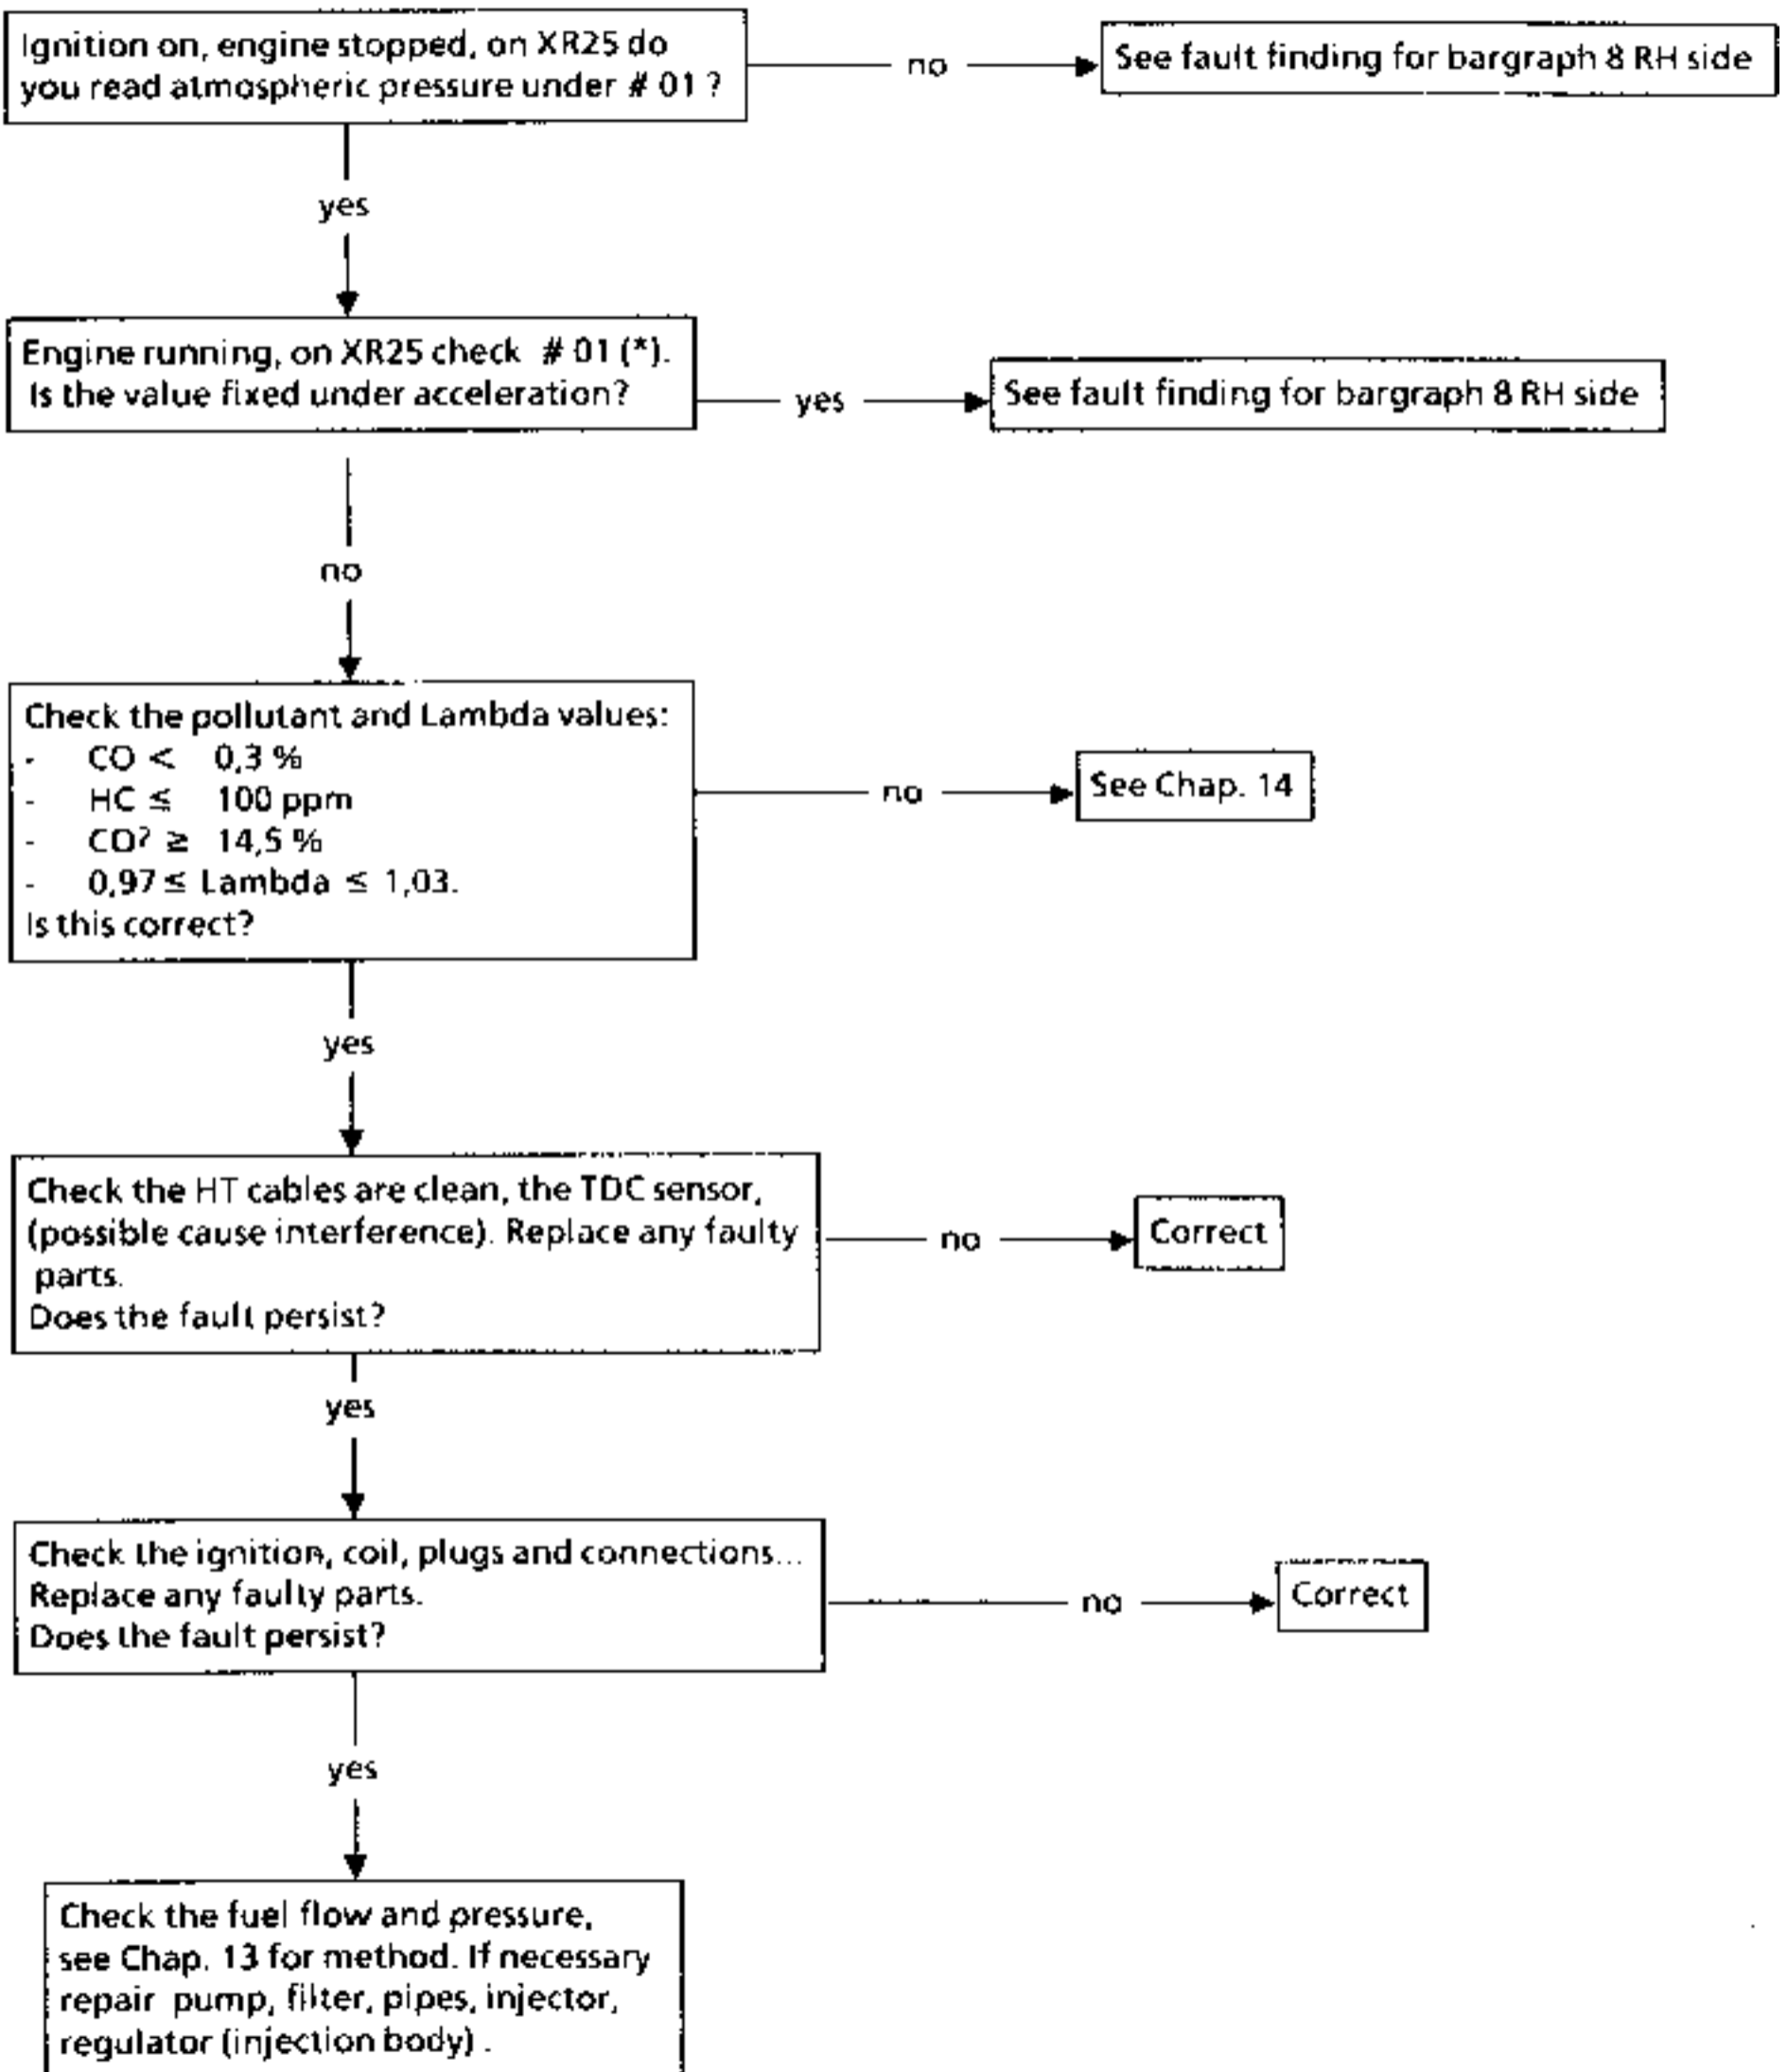 Ignition on, engine stopped, on XR25 do
you read atmospheric pressure under # 01 ?
no
See fault finding for bargraph 8 RH side
yes
Engine running, on XR25 check # 01 (*).
Is the value fixed under acceleration?
yes
See fault finding for bargraph 8 RH side
no
Check the pollutant and Lambda values:
- CO < 0,3 %
- HC ≤ 100 ppm
- CO² ≥ 14,5 %
- 0,97 ≤ Lambda ≤ 1,03.
Is this correct?
no
See Chap. 14
yes
Check the HT cables are clean, the TDC sensor,
(possible cause interference). Replace any faulty
parts.
Does the fault persist?
no
Correct
yes
Check the ignition, coil, plugs and connections...
Replace any faulty parts.
Does the fault persist?
no
Correct
yes
Check the fuel flow and pressure,
see Chap. 13 for method. If necessary
repair pump, filter, pipes, injector,
regulator (injection body) .